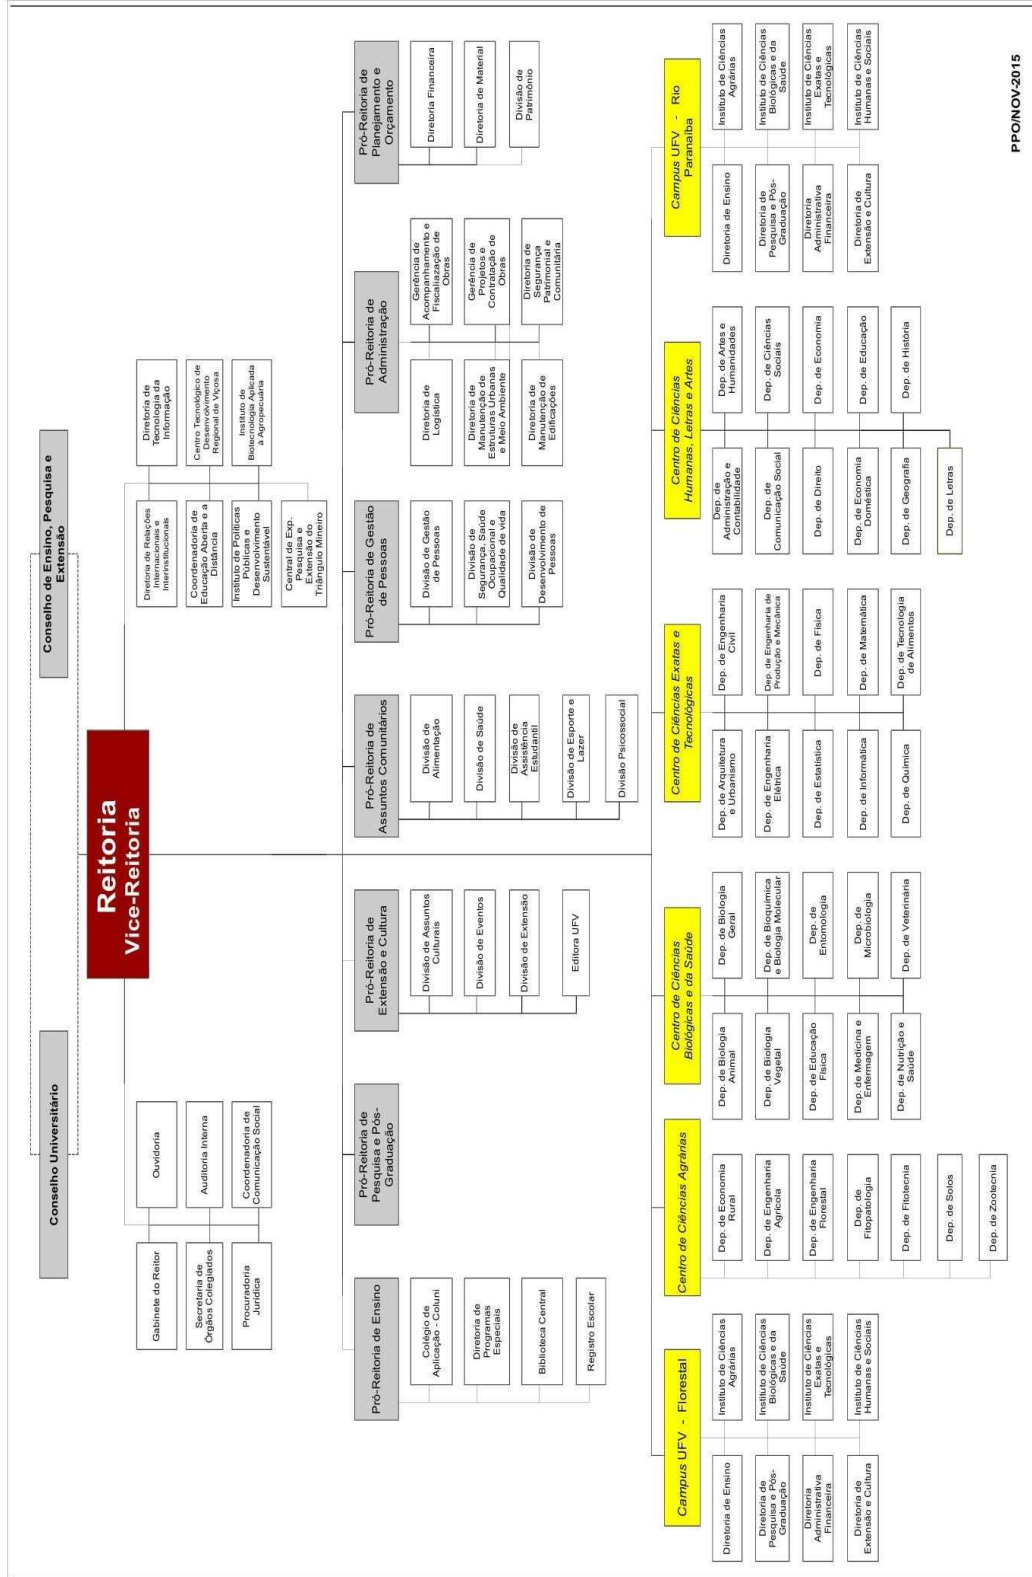 Conselho Universitário
Conselho de Ensino, Pesquisa e
Extensão
Reitoria
Vice-Reitoria
Gabinete do Reitor
Ouvidoria
Secretaria de
Órgãos Colegiados
Auditoria Interna
Procuradoria
Jurídica
Coordenadoria de
Comunicação Social
Diretoria de Relações
Internacionais e
Interinstitucionais
Diretoria de
Tecnologia da
Informação
Coordenadoria de
Educação Aberta e a
Distância
Centro Tecnológico de
Desenvolvimento
Regional de Viçosa
Instituto de Políticas
Públicas e
Desenvolvimento
Sustentável
Instituto de
Biotecnologia Aplicada
à Agropecuária
Central de Exp.
Pesquisa e
Extensão do
Triângulo Mineiro
Pró-Reitoria de Ensino
Colégio de
Aplicação - Coluni
Diretoria de
Programas
Especiais
Biblioteca Central
Registro Escolar
Pró-Reitoria de
Pesquisa e Pós-
Graduação
Pró-Reitoria de
Extensão e Cultura
Divisão de Assuntos
Culturais
Divisão de Eventos
Divisão de Extensão
Editora UFV
Pró-Reitoria de
Assuntos Comunitários
Divisão de
Alimentação
Divisão de Saúde
Divisão de
Assistência
Estudantil
Divisão de Esporte e
Lazer
Divisão Psicossocial
Pró-Reitoria de Gestão
de Pessoas
Divisão de Gestão
de Pessoas
Divisão de
Segurança, Saúde
Ocupacional e
Qualidade de vida
Divisão de
Desenvolvimento de
Pessoas
Pró-Reitoria de
Administração
Diretoria de
Logística
Gerência de
Acompanhamento e
Fiscaliazação de
Obras
Diretoria de
Manutenção de
Estruturas Urbanas
e Meio Ambiente
Gerência de
Projetos e
Contratação de
Obras
Diretoria de
Manutenção de
Edificações
Diretoria de
Segurança
Patrimonial e
Comunitária
Pró-Reitoria de
Planejamento e
Orçamento
Diretoria Financeira
Diretoria de Material
Divisão de
Patrimônio
Campus UFV - Florestal
Diretoria de Ensino
Instituto de Ciências
Agrárias
Diretoria de
Pesquisa e Pós-
Graduação
Instituto de Ciências
Biológicas e da
Saúde
Diretoria
Administrativa
Financeira
Instituto de Ciências
Exatas e
Tecnológicas
Diretoria de
Extensão e Cultura
Instituto de Ciências
Humanas e Sociais
Centro de Ciências Agrárias
Dep. de Economia
Rural
Dep. de Engenharia
Agrícola
Dep. de Engenharia
Florestal
Dep. de
Fitopatologia
Dep. de Fitotecnia
Dep. de Solos
Dep. de Zootecnia
Centro de Ciências
Biológicas e da Saúde
Dep. de Biologia
Animal
Dep. de Biologia
Geral
Dep. de Biologia
Vegetal
Dep. de Bioquímica
e Biologia Molecular
Dep. de Educação
Física
Dep. de
Entomologia
Dep. de Medicina e
Enfermagem
Dep. de
Microbiologia
Dep. de Nutrição e
Saúde
Dep. de Veterinária
Centro de Ciências Exatas e
Tecnológicas
Dep. de Arquitetura
e Urbanismo
Dep. de Engenharia
Civil
Dep. de Engenharia
Elétrica
Dep. de Engenharia de
Produção e Mecânica
Dep. de Estatística
Dep. de Física
Dep. de Informática
Dep. de Matemática
Dep. de Química
Dep. de Tecnologia
de Alimentos
Centro de Ciências
Humanas, Letras e Artes
Dep. de
Administração e
Contabilidade
Dep. de Artes e
Humanidades
Dep. de
Comunicação Social
Dep. de Ciências
Sociais
Dep. de Direito
Dep. de Economia
Dep. de Economia
Doméstica
Dep. de Educação
Dep. de Geografia
Dep. de História
Dep. de Letras
Campus UFV - Rio
Paranaíba
Diretoria de Ensino
Instituto de Ciências
Agrárias
Diretoria de
Pesquisa e Pós-
Graduação
Instituto de Ciências
Biológicas e da
Saúde
Diretoria
Administrativa
Financeira
Instituto de Ciências
Exatas e
Tecnológicas
Diretoria de
Extensão e Cultura
Instituto de Ciências
Humanas e Sociais
PPO/NOV-2015